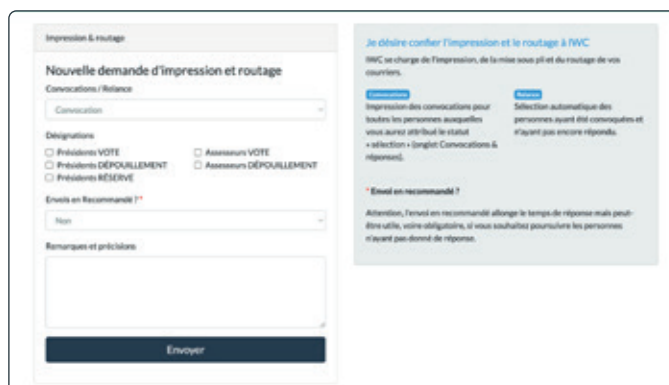 Impression & routage
Nouvelle demande d'impression et routage
Convocations / Relance
Convocation
Désignations
Présidents VOTE
Assesseurs VOTE
Présidents DÉPOUILLEMENT
Assesseurs DÉPOUILLEMENT
Présidents RÉSERVE
Envois en Recommandé ? *
Non
Remarques et précisions
Envoyer
Je désire confier l'impression et le routage à IWC
IWC se charge de l'impression, de la mise sous pli et du routage de vos
courriers.
Convocations
Impression des convocations pour
toutes les personnes auxquelles
vous aurez attribué le statut
« sélection » (onglet Convocations &
réponses).
Relance
Sélection automatique des
personnes ayant été convoquées et
n'ayant pas encore répondu.
* Envoi en recommandé ?
Attention, l'envoi en recommandé allonge le temps de réponse mais peut-
être utile, voire obligatoire, si vous souhaitez poursuivre les personnes
n'ayant pas donné de réponse.